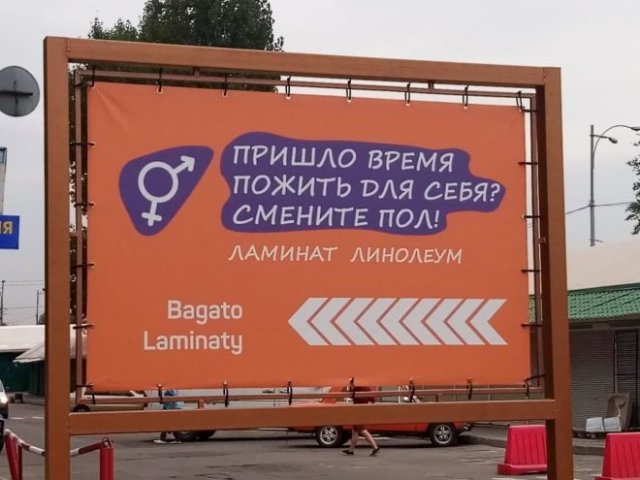 ПРИШЛО ВРЕМЯ
ПОЖИТЬ ДЛЯ СЕБЯ?
СМЕНИТЕ ПОЛ!
ЛАМИНАТ ЛИНОЛЕУМ
Bagato
Laminaty